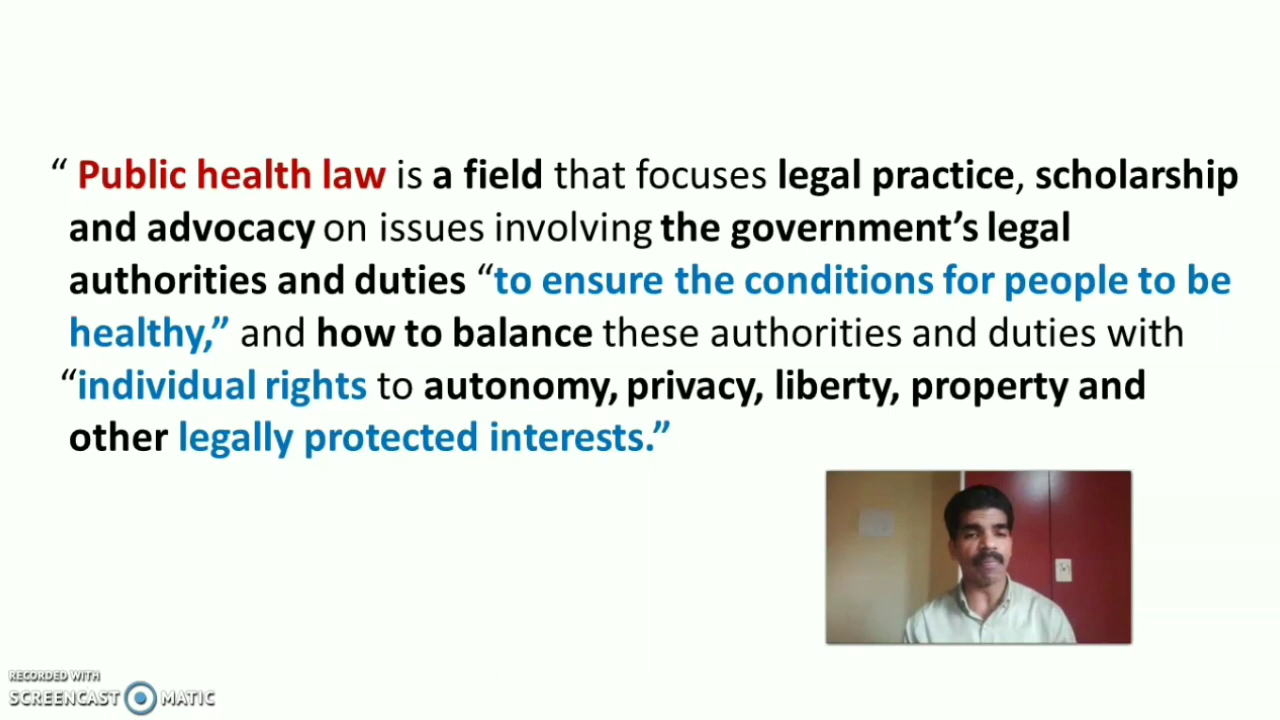 “ Public health law is a field that focuses legal practice, scholarship
and advocacy on issues involving the government’s legal
authorities and duties “to ensure the conditions for people to be
healthy,” and how to balance these authorities and duties with
“individual rights to autonomy, privacy, liberty, property and
other legally protected interests.”
RECORDED WITH
SCREENCAST MATIC